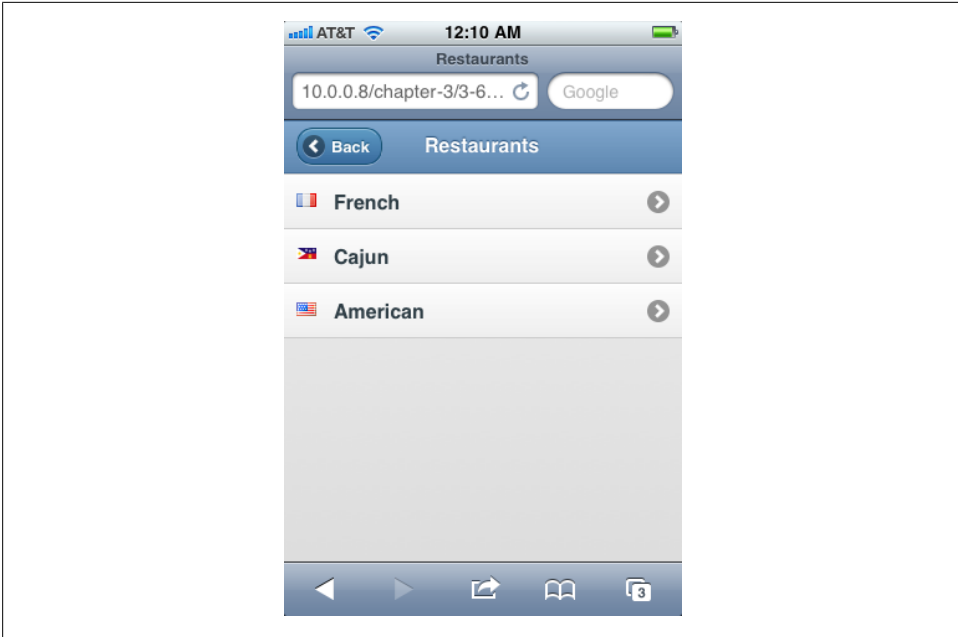 AT&T 12:10 AM
Restaurants
10.0.0.8/chapter-3/3-6... Google
Back Restaurants
French
Cajun
American
3